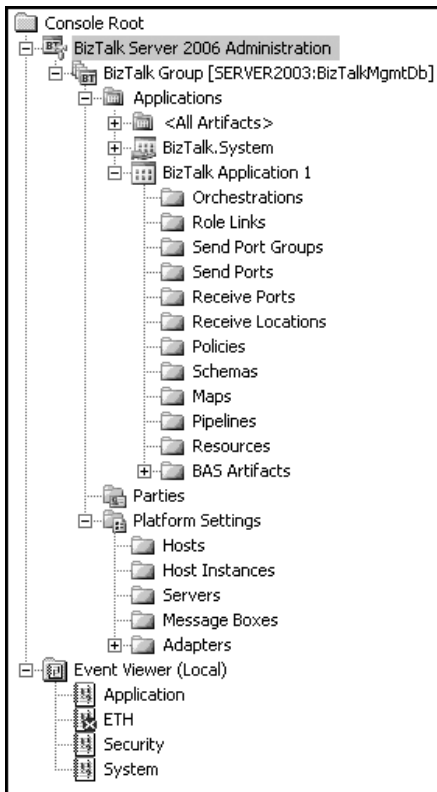 Console Root
BizTalk Server 2006 Administration
BizTalk Group [SERVER2003:BizTalkMgmtDb]
Applications
<All Artifacts>
BizTalk.System
BizTalk Application 1
Orchestrations
Role Links
Send Port Groups
Send Ports
Receive Ports
Receive Locations
Policies
Schemas
Maps
Pipelines
Resources
BAS Artifacts
Parties
Platform Settings
Hosts
Host Instances
Servers
Message Boxes
Adapters
Event Viewer (Local)
Application
ETH
Security
System